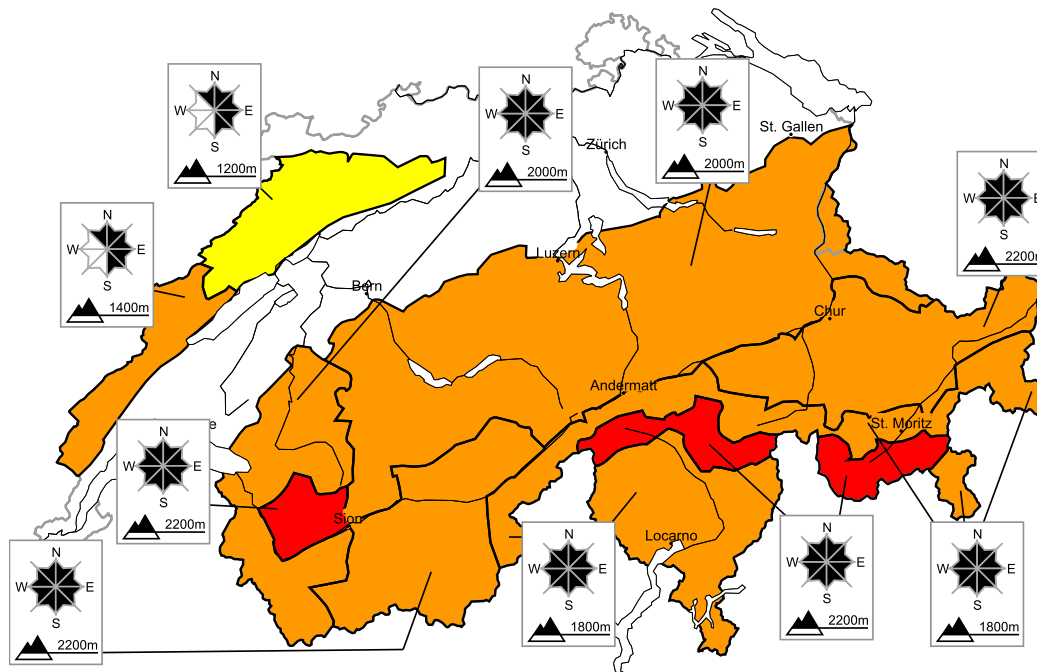 N
W E
S
1200m
N
W E
S
2000m
N
W E
S
2000m
St. Gallen
Zürich
N
W E
S
2200m
N
W E
S
1400m
Luzern
Bern
Chur
Andermatt
St. Moritz
e
N
W E
S
2200m
Sion
Locarno
N
W E
S
2200m
N
W E
S
1800m
N
W E
S
2200m
N
W E
S
1800m